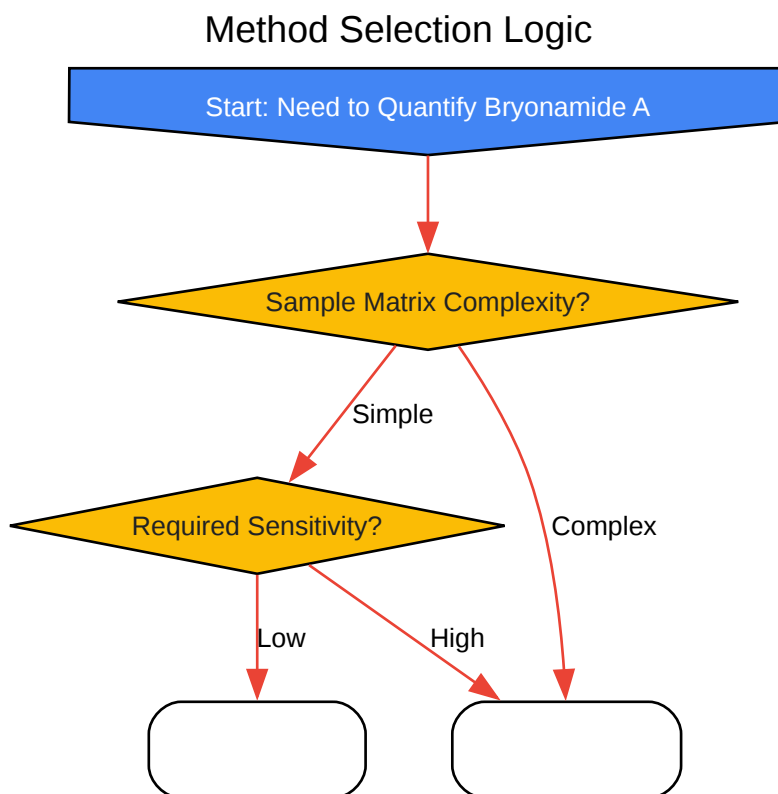 Method Selection Logic
Start: Need to Quantify Bryonamide A
Sample Matrix Complexity?
Simple
Required Sensitivity?
Complex
Low
High